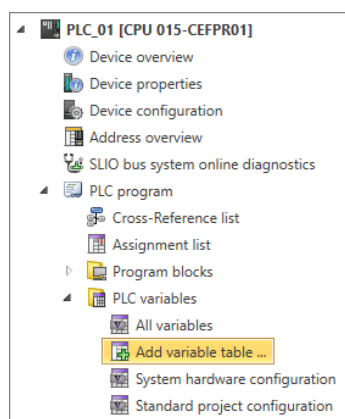 PLC_01 [CPU 015-CEFPR01]
Device overview
Device properties
Device configuration
Address overview
SLIO bus system online diagnostics
PLC program
Cross-Reference list
Assignment list
Program blocks
PLC variables
All variables
Add variable table ...
System hardware configuration
Standard project configuration